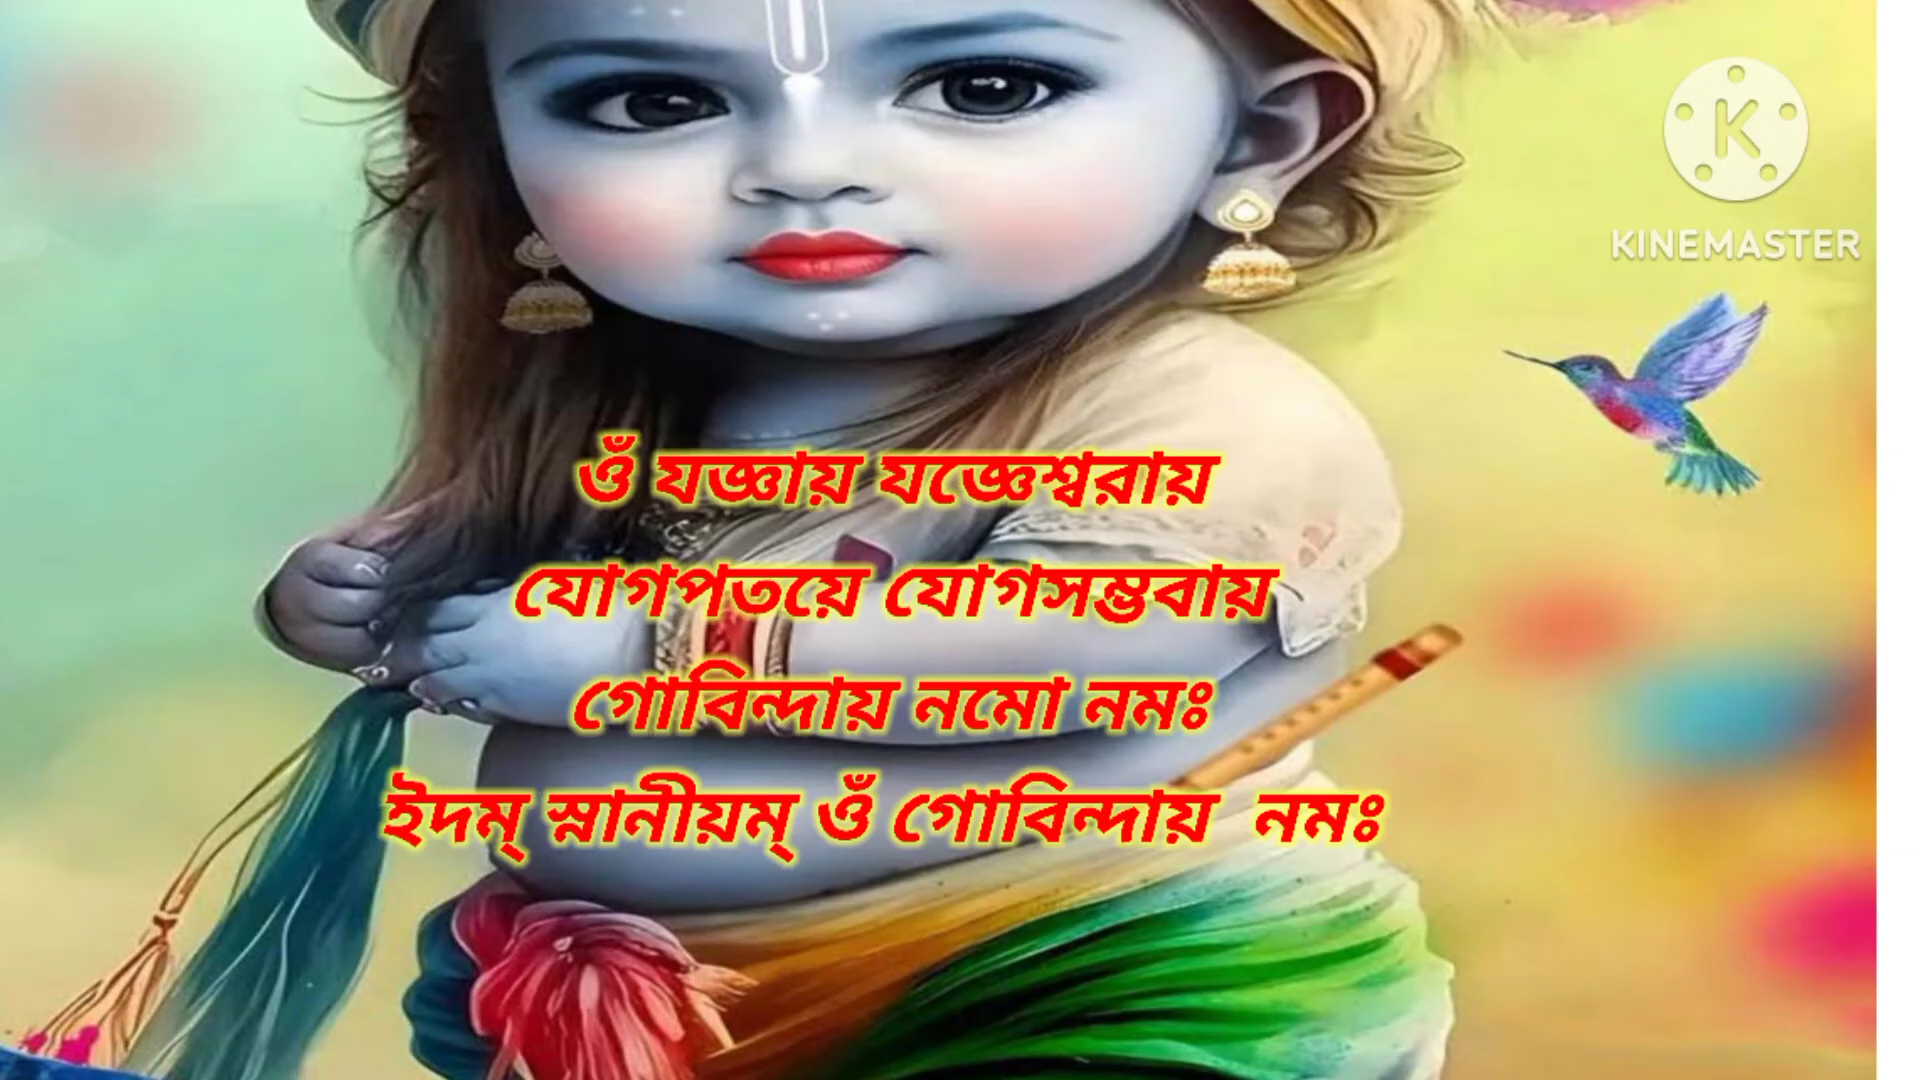 KINEMASTER
ওঁ যজ্ঞায় যজ্ঞেশ্বরায়
যোগপতয়ে যোগসম্ভবায়
গোবিন্দায় নমো নমঃ
ইদম্ স্নানীয়ম্ ওঁ গোবিন্দায় নমঃ